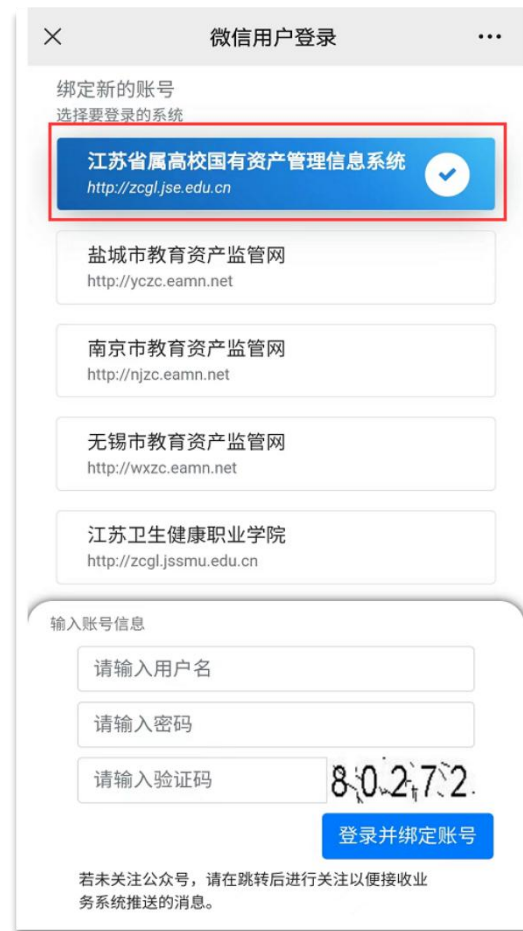 微信用户登录
绑定新的账号
选择要登录的系统
江苏省属高校国有资产管理信息系统
http://zcgl.jse.edu.cn
盐城市教育资产监管网
http://yczc.eamn.net
南京市教育资产监管网
http://njzc.eamn.net
无锡市教育资产监管网
http://wxzc.eamn.net
江苏卫生健康职业学院
http://zcgl.jssmu.edu.cn
输入账号信息
请输入用户名
请输入密码
请输入验证码
80272
登录并绑定账号
若未关注公众号，请在跳转后进行关注以便接收业
务系统推送的消息。